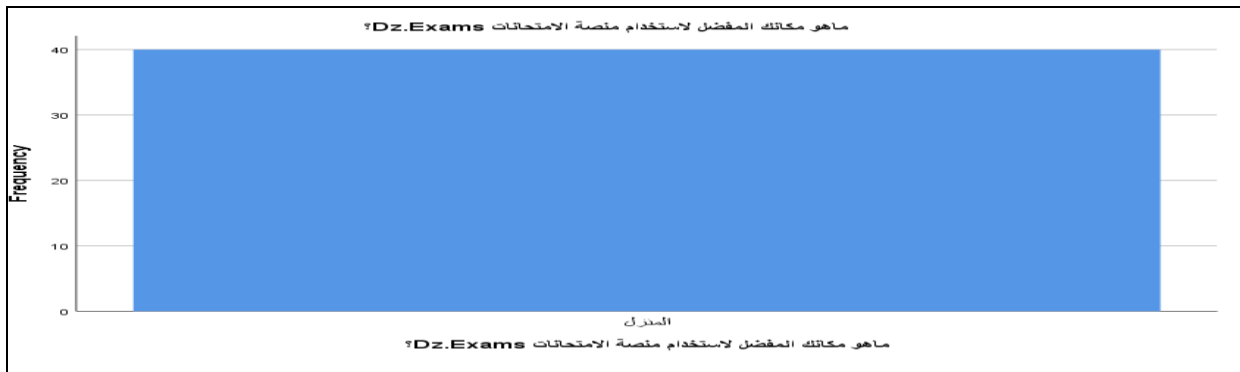 ماهو مكانك المفضل لاستخدام منصة الامتحانات Dz.Exams؟
40
30
20
10
0
Frequency
المنزل
ماهو مكانك المفضل لاستخدام منصة الامتحانات Dz.Exams؟